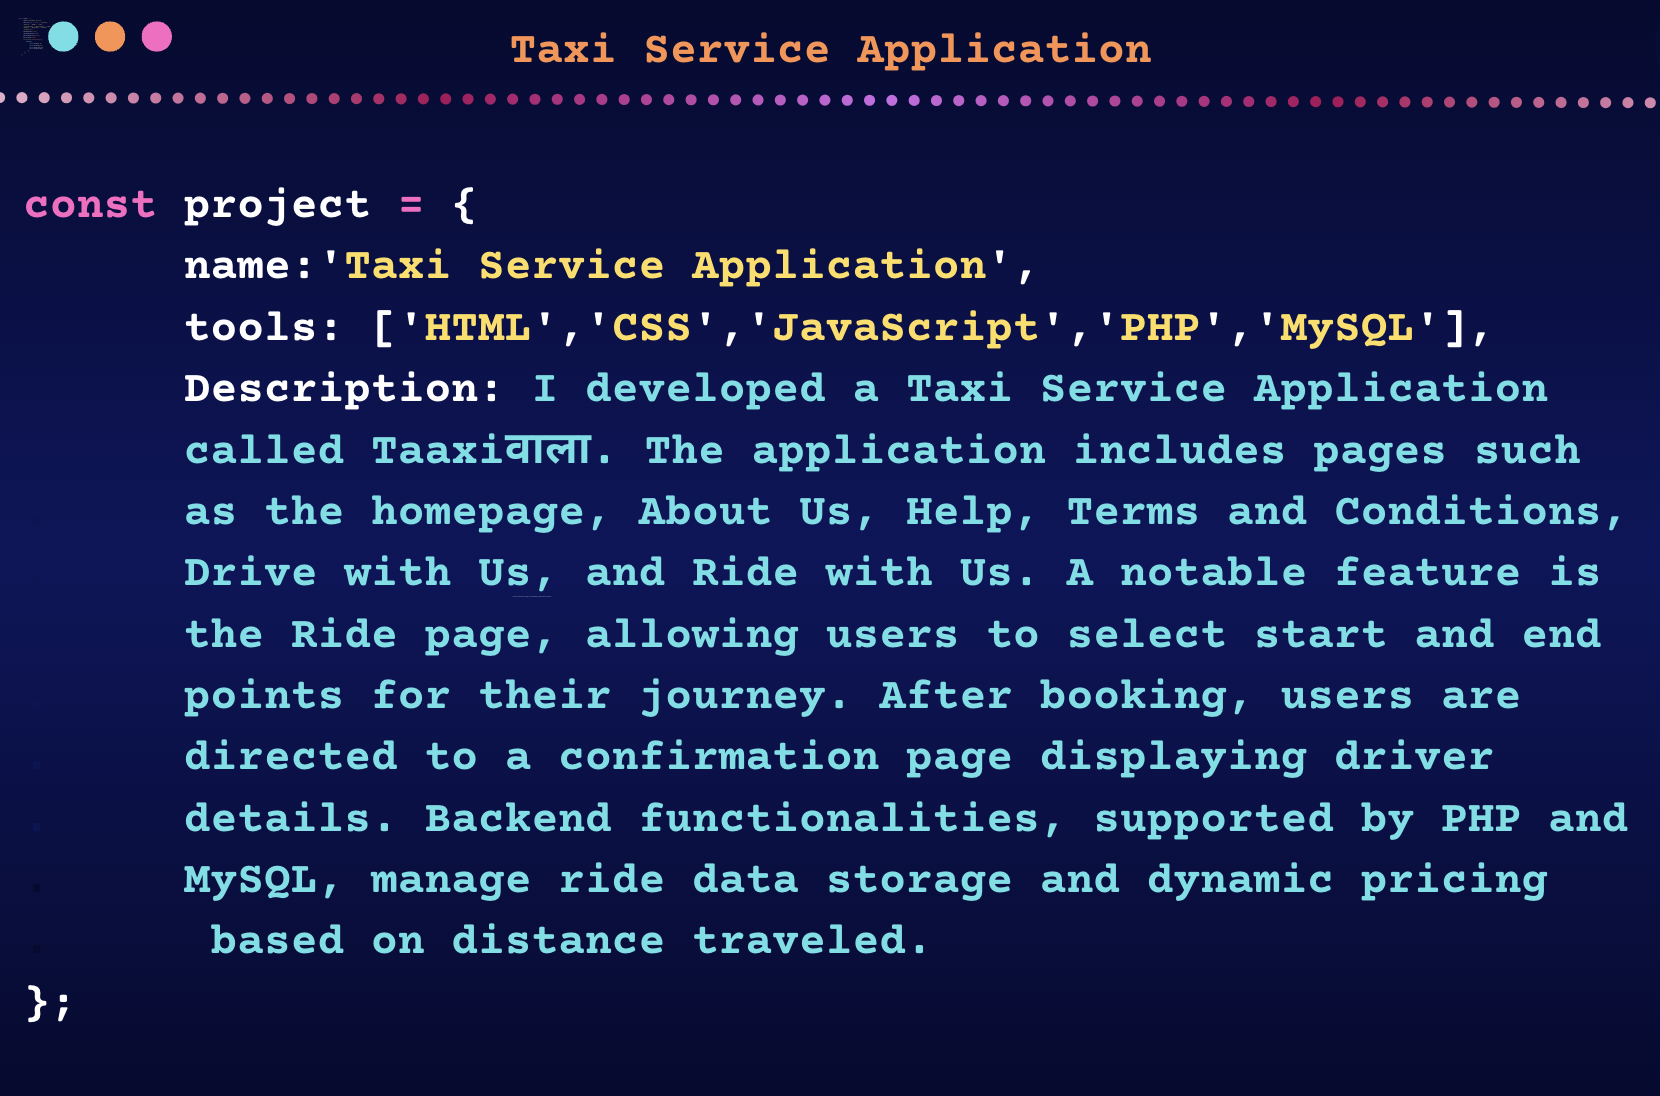 Taxi Service Application
const project = {
name:'Taxi Service Application',
tools: ['HTML','CSS','JavaScript','PHP','MySQL'],
Description: I developed a Taxi Service Application
called Taaxiवाला. The application includes pages such
as the homepage, About Us, Help, Terms and Conditions,
Drive with Us, and Ride with Us. A notable feature is
the Ride page, allowing users to select start and end
points for their journey. After booking, users are
directed to a confirmation page displaying driver
details. Backend functionalities, supported by PHP and
MySQL, manage ride data storage and dynamic pricing
based on distance traveled.
};